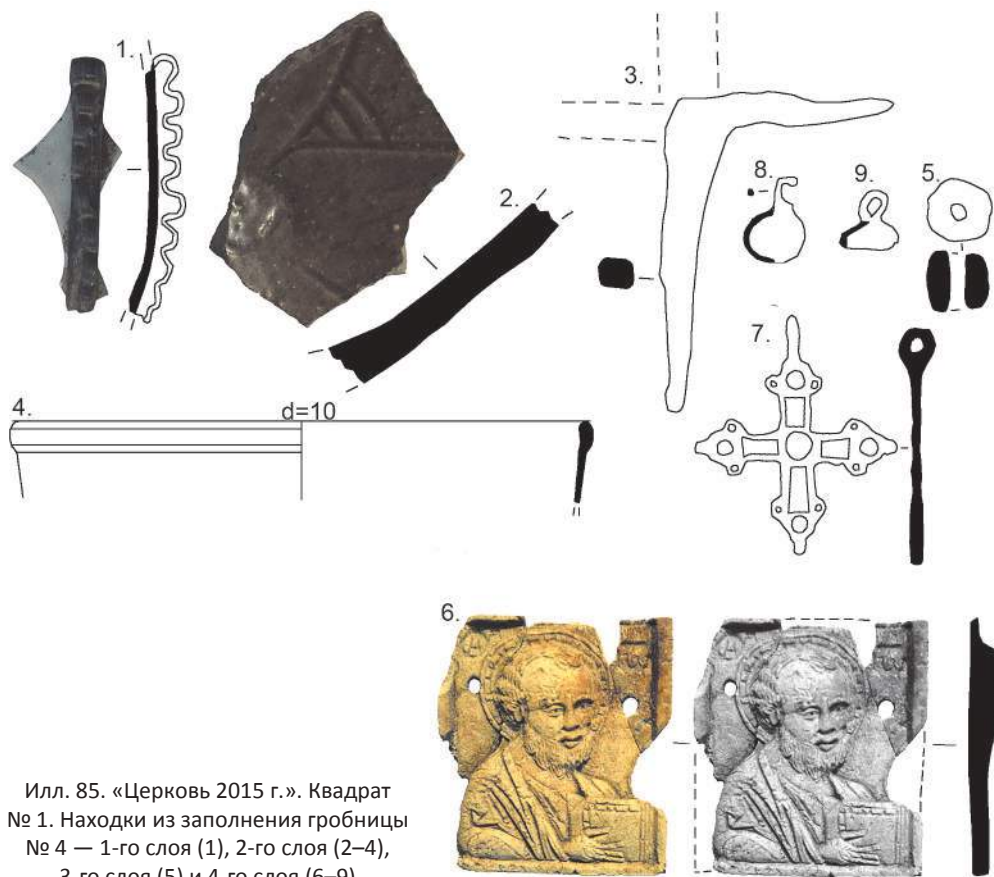 1.
2.
3.
8.
9.
5.
7.
4.
d=10
6.
Илл. 85. «Церковь 2015 г.». Квадрат
№ 1. Находки из заполнения гробницы
№ 4 — 1-го слоя (1), 2-го слоя (2–4),
3-го слоя (5) и 4-го слоя (6–9)